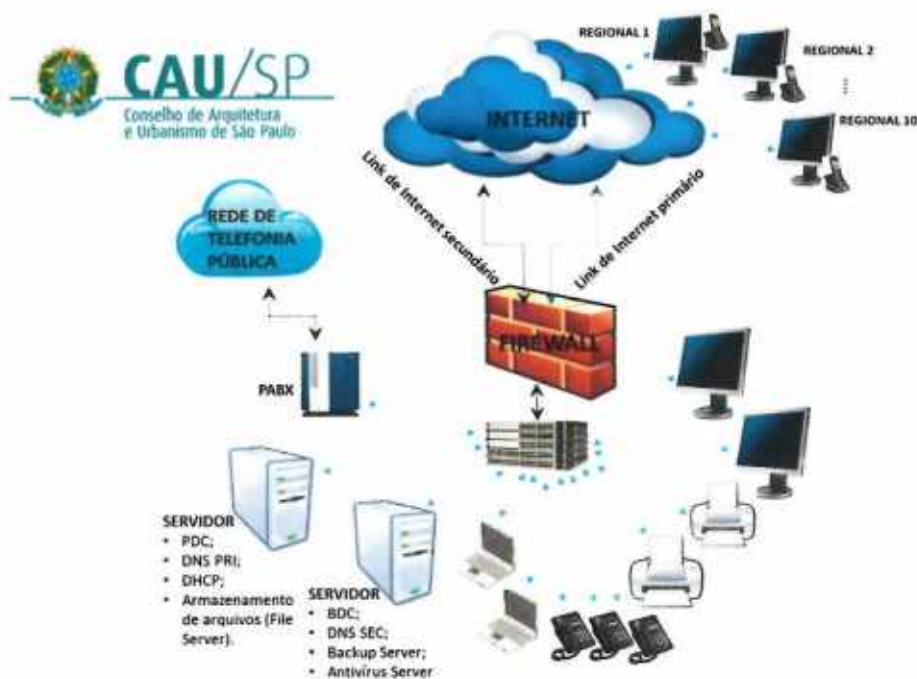 CAU/SP
Conselho de Arquitetura
e Urbanismo de São Paulo
REGIONAL 1
REGIONAL 2
REGIONAL 10
INTERNET
Link de Internet secundário
Link de Internet primário
REDE DE
TELEFONIA
PÚBLICA
FIREWALL
PABX
SERVIDOR
• PDC;
• DNS PRI;
• DHCP;
• Armazenamento
de arquivos (File
Server).
SERVIDOR
• BDC;
• DNS SEC;
• Backup Server;
• Antivírus Server